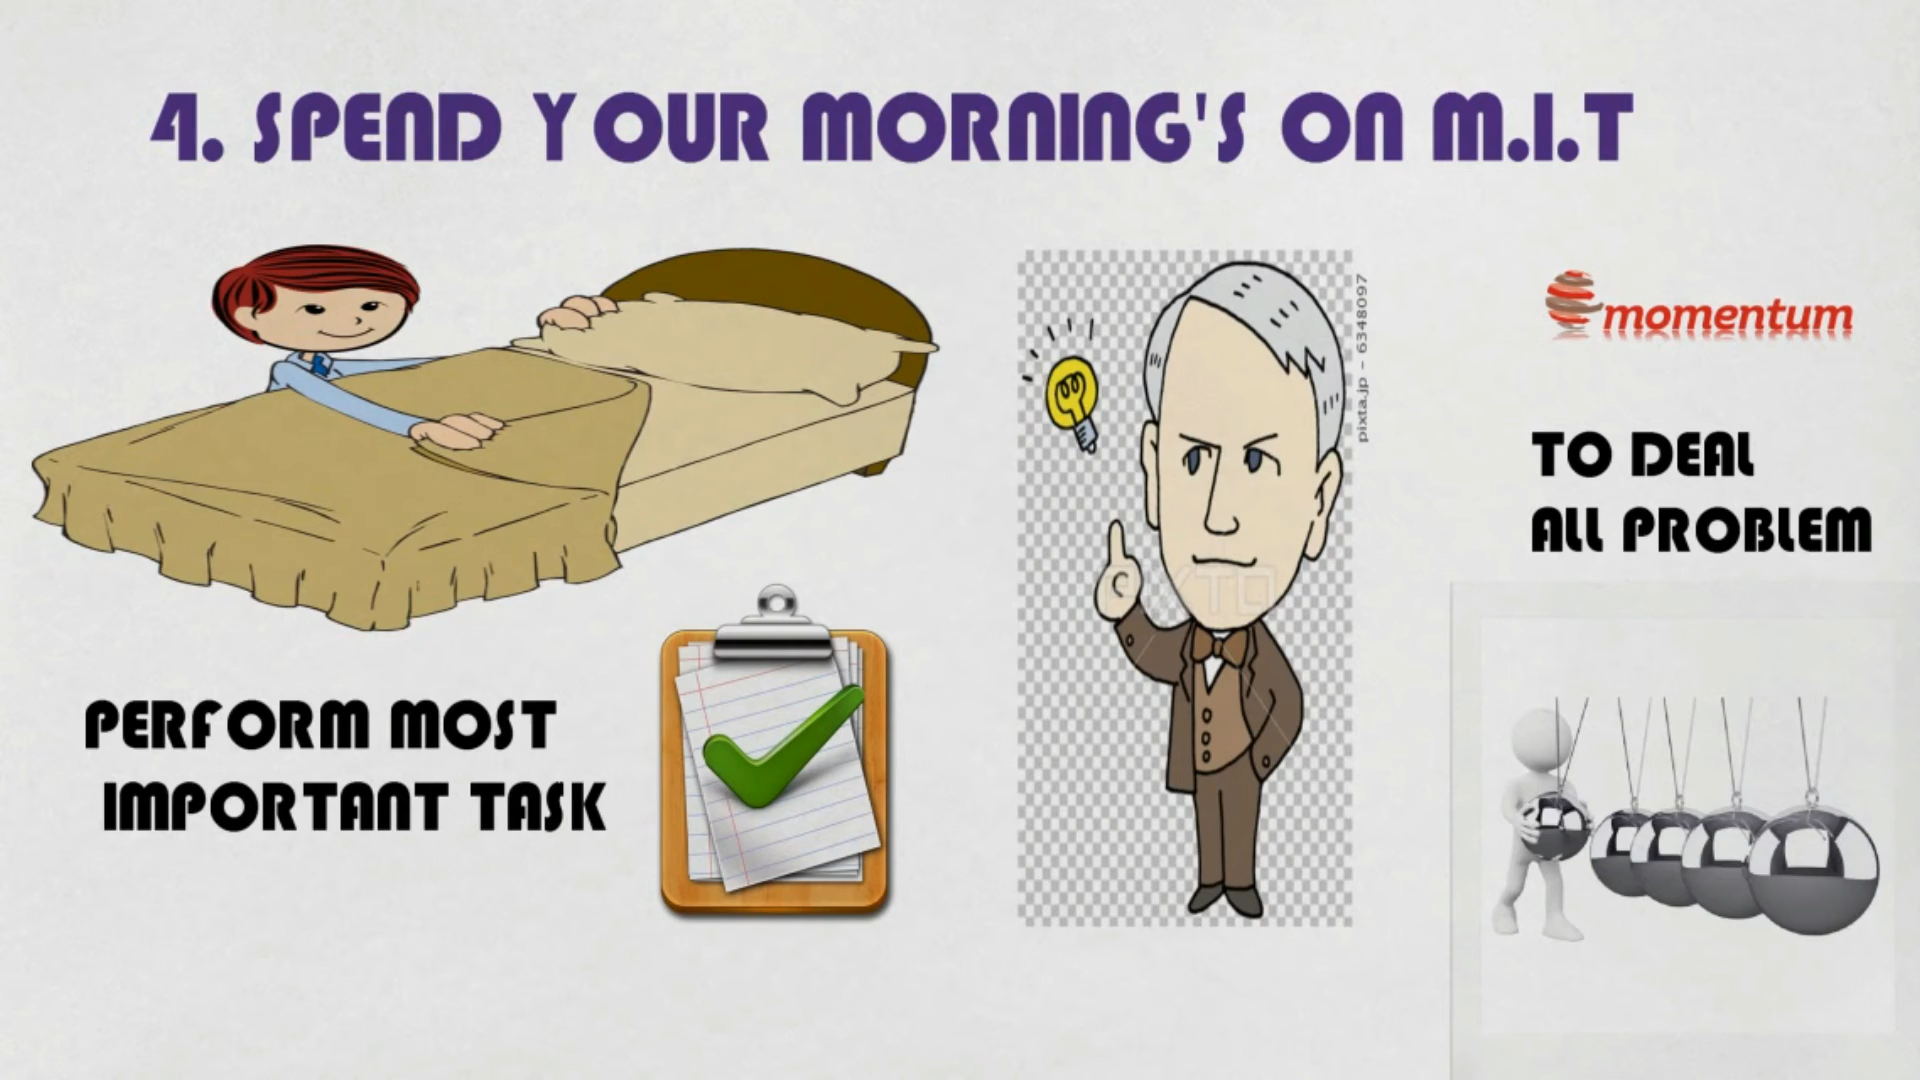 4. SPEND YOUR MORNING'S ON M.I.T
momentum
pixta.jp - 6348097
TO DEAL
ALL PROBLEM
PERFORM MOST
IMPORTANT TASK